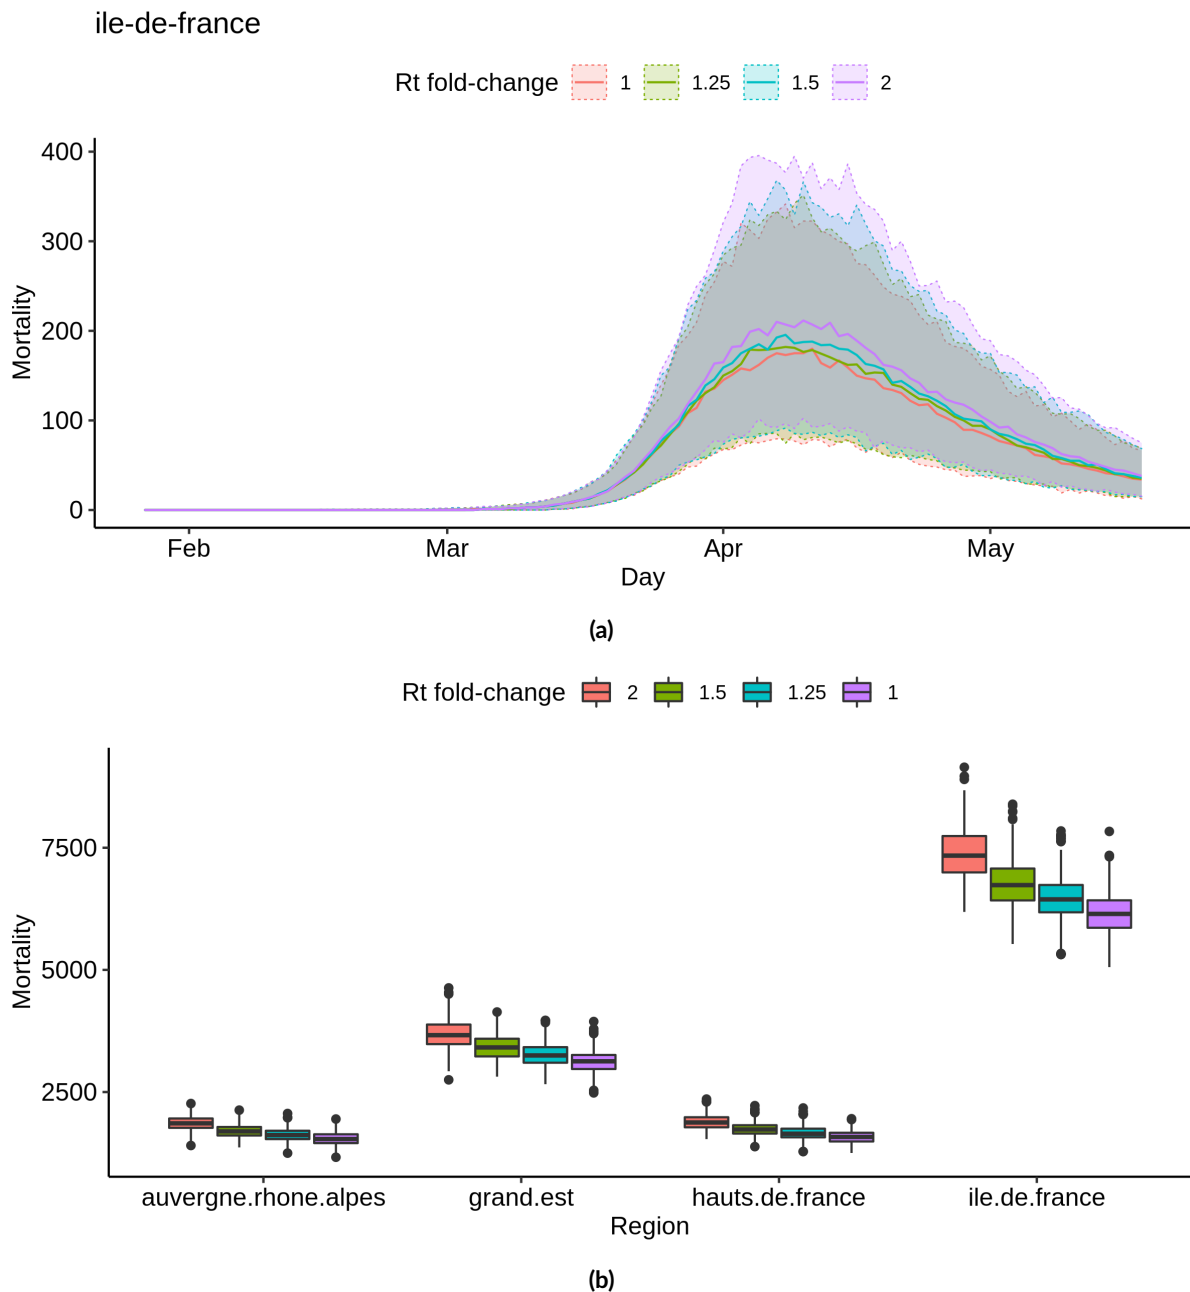 ile-de-france
Rt fold-change 1 1.25 1.5 2
400
300
200
100
0
Mortality
Feb Mar Apr May
Day
(a)
Rt fold-change 2 1.5 1.25 1
7500
5000
2500
Mortality
auvergne.rhone.alpes grand.est hauts.de.france ile.de.france
Region
(b)